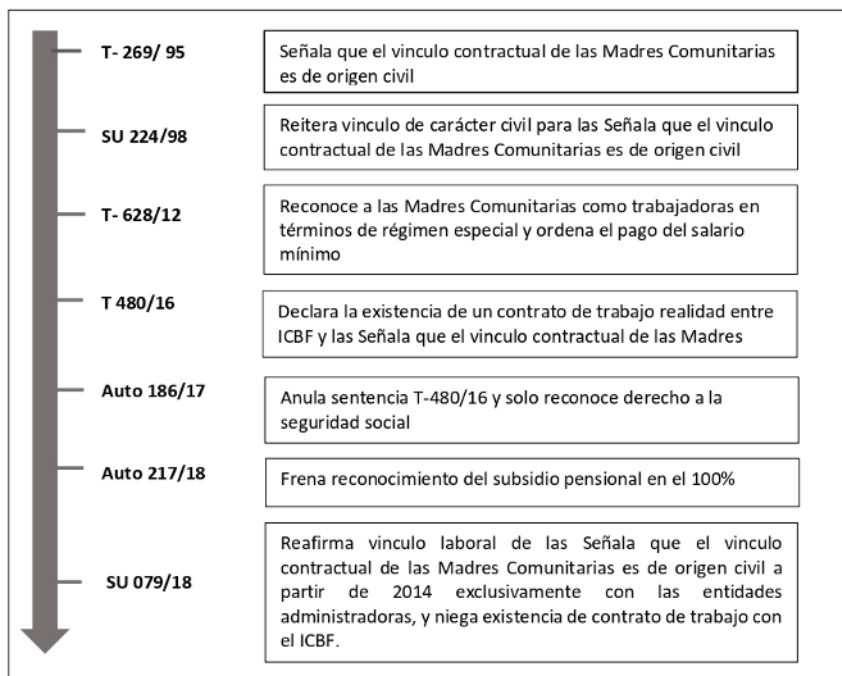 T- 269/ 95
Señala que el vinculo contractual de las Madres Comunitarias
es de origen civil
SU 224/98
Reitera vinculo de carácter civil para las Señala que el vinculo
contractual de las Madres Comunitarias es de origen civil
T- 628/12
Reconoce a las Madres Comunitarias como trabajadoras en
términos de régimen especial y ordena el pago del salario
mínimo
T 480/16
Declara la existencia de un contrato de trabajo realidad entre
ICBF y las Señala que el vinculo contractual de las Madres
Auto 186/17
Anula sentencia T-480/16 y solo reconoce derecho a la
seguridad social
Auto 217/18
Frena reconocimiento del subsidio pensional en el 100%
SU 079/18
Reafirma vinculo laboral de las Señala que el vinculo
contractual de las Madres Comunitarias es de origen civil a
partir de 2014 exclusivamente con las entidades
administradoras, y niega existencia de contrato de trabajo con
el ICBF.